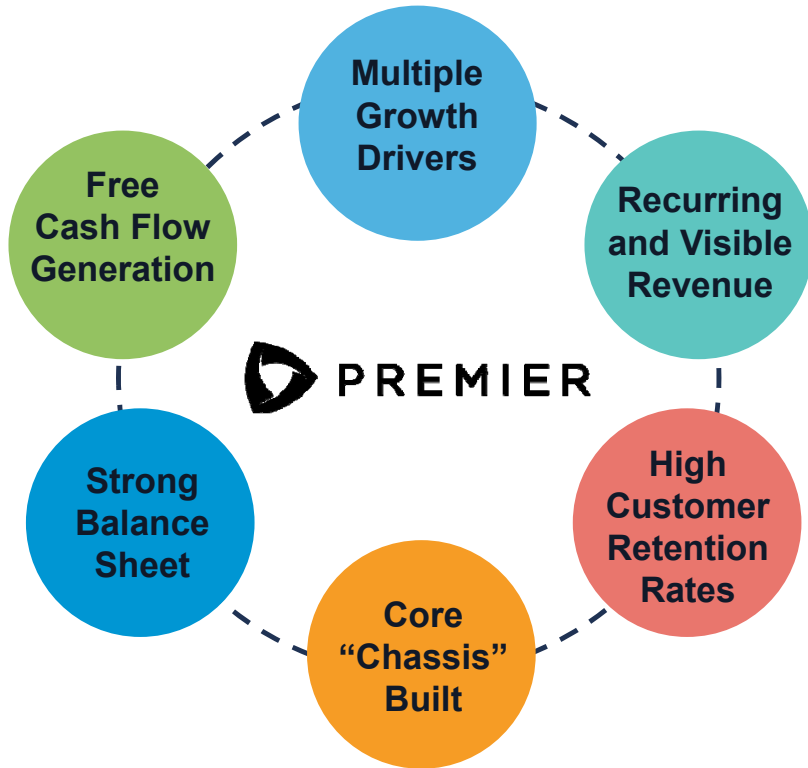 Multiple
Growth
Drivers
Free
Cash Flow
Generation
Recurring
and Visible
Revenue
PREMIER
Strong
Balance
Sheet
High
Customer
Retention
Rates
Core
“Chassis”
Built